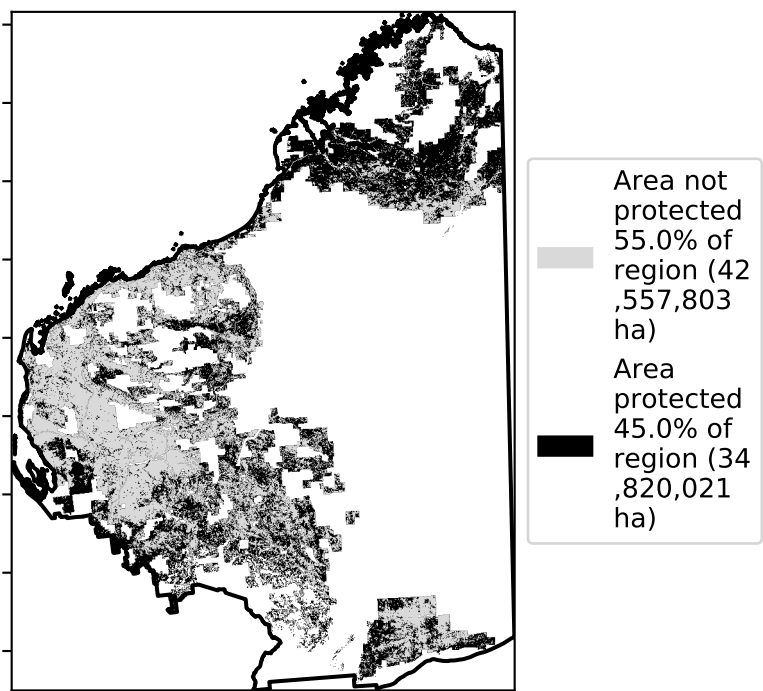 Area not
protected
55.0% of
region (42
,557,803
ha)
Area
protected
45.0% of
region (34
,820,021
ha)